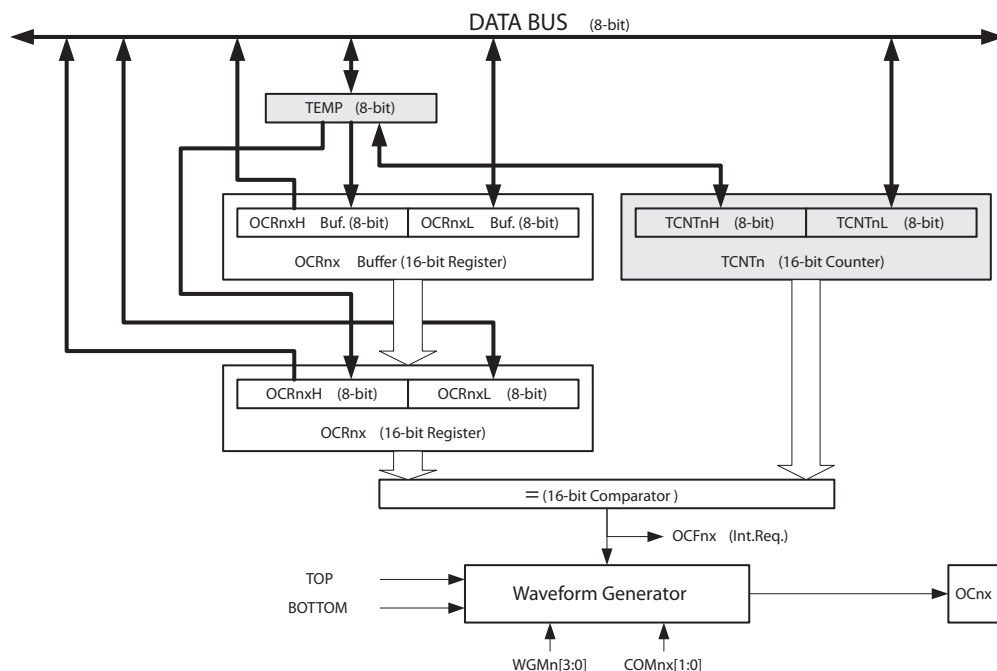 DATA BUS (8-bit)
TEMP (8-bit)
OCRnxH Buf. (8-bit)
OCRnxL Buf. (8-bit)
TCNTnH (8-bit)
TCNTnL (8-bit)
OCRnx Buffer (16-bit Register)
TCNTn (16-bit Counter)
OCRnxH (8-bit)
OCRnxL (8-bit)
OCRnx (16-bit Register)
= (16-bit Comparator )
OCFnx (Int.Req.)
TOP
BOTTOM
Waveform Generator
OCnx
WGMn[3:0]
COMnx[1:0]